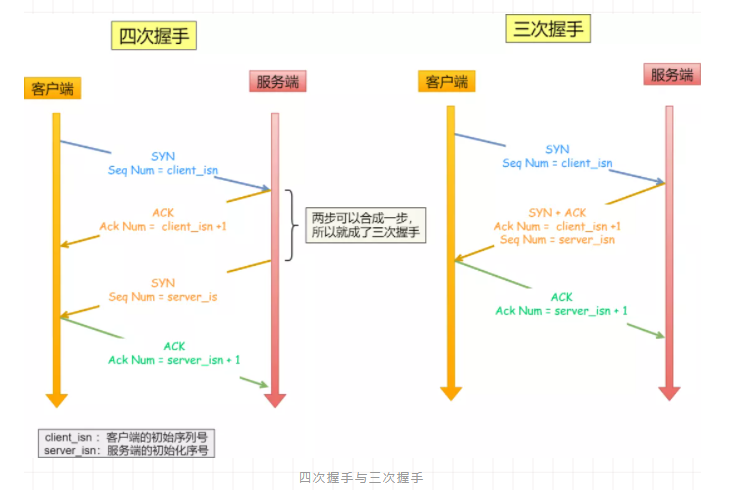 四次握手
三次握手
客户端
服务端
客户端
服务端
SYN
Seq Num = client_isn
ACK
Ack Num = client_isn +1
两步可以合成一步，
所以就成了三次握手
SYN
Seq Num = server_is
ACK
Ack Num = server_isn + 1
SYN
Seq Num = client_isn
SYN + ACK
Ack Num = client_isn +1
Seq Num = server_isn
ACK
Ack Num = server_isn + 1
client_isn ：客户端的初始序列号
server_isn：服务端的初始化序号
四次握手与三次握手